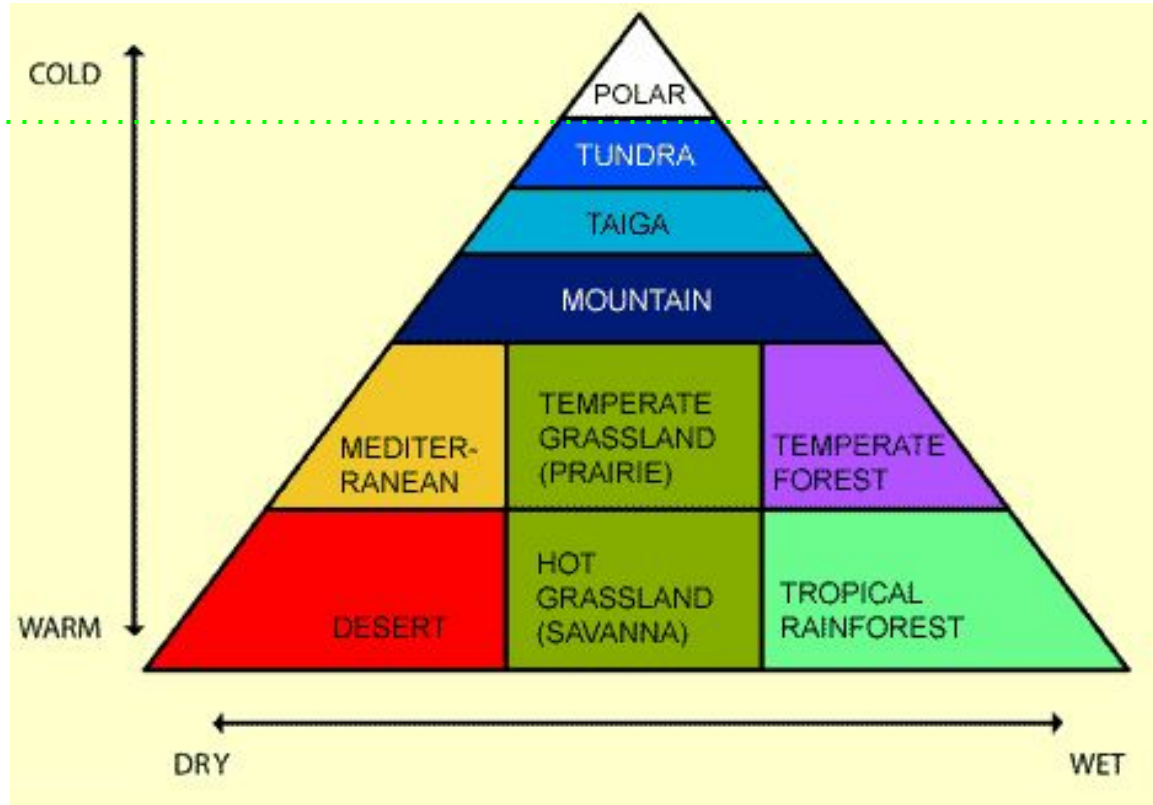 COLD
POLAR
TUNDRA
TAIGA
MOUNTAIN
MEDITER-
RANEAN
TEMPERATE
GRASSLAND
(PRAIRIE)
TEMPERATE
FOREST
WARM
DESERT
HOT
GRASSLAND
(SAVANNA)
TROPICAL
RAINFOREST
DRY
WET